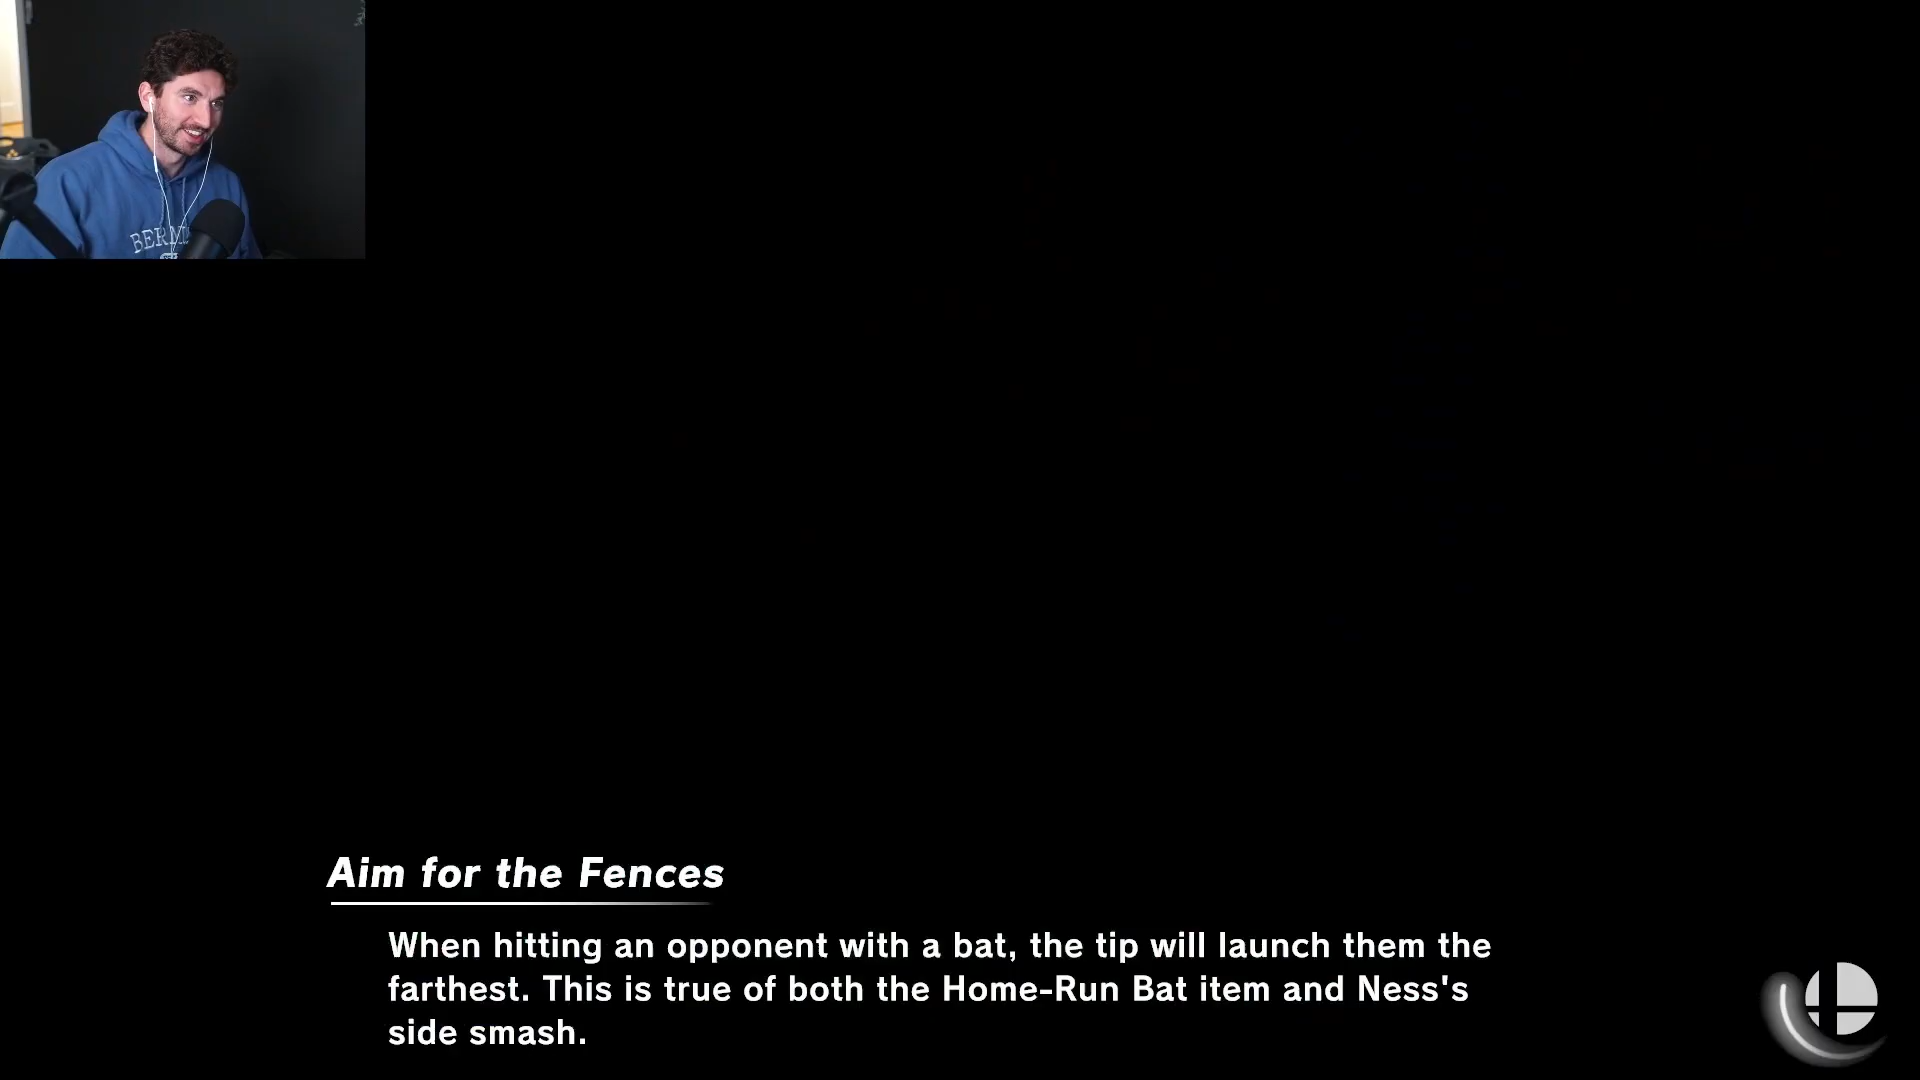 BERM
Aim for the Fences
When hitting an opponent with a bat, the tip will launch them the
farthest. This is true of both the Home-Run Bat item and Ness's
side smash.